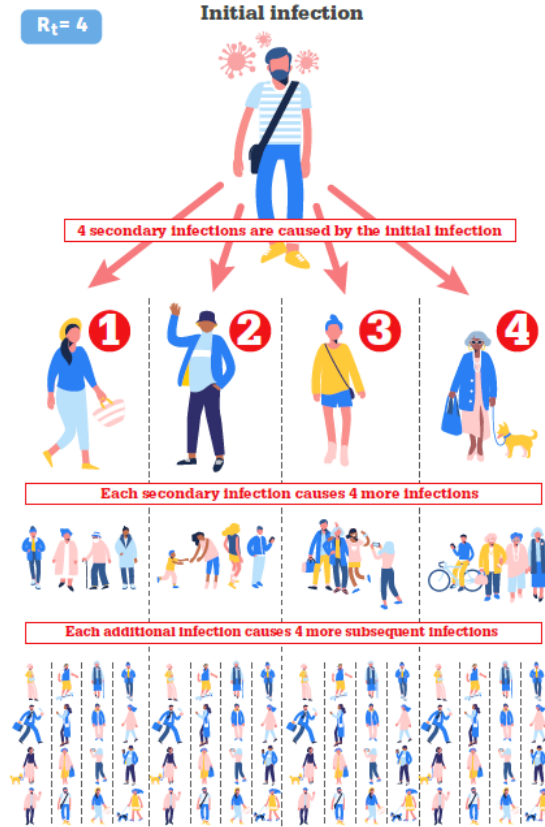 Initial infection
Rt= 4
4 secondary infections are caused by the initial infection
1 2 3 4
Each secondary infection causes 4 more infections
Each additional infection causes 4 more subsequent infections